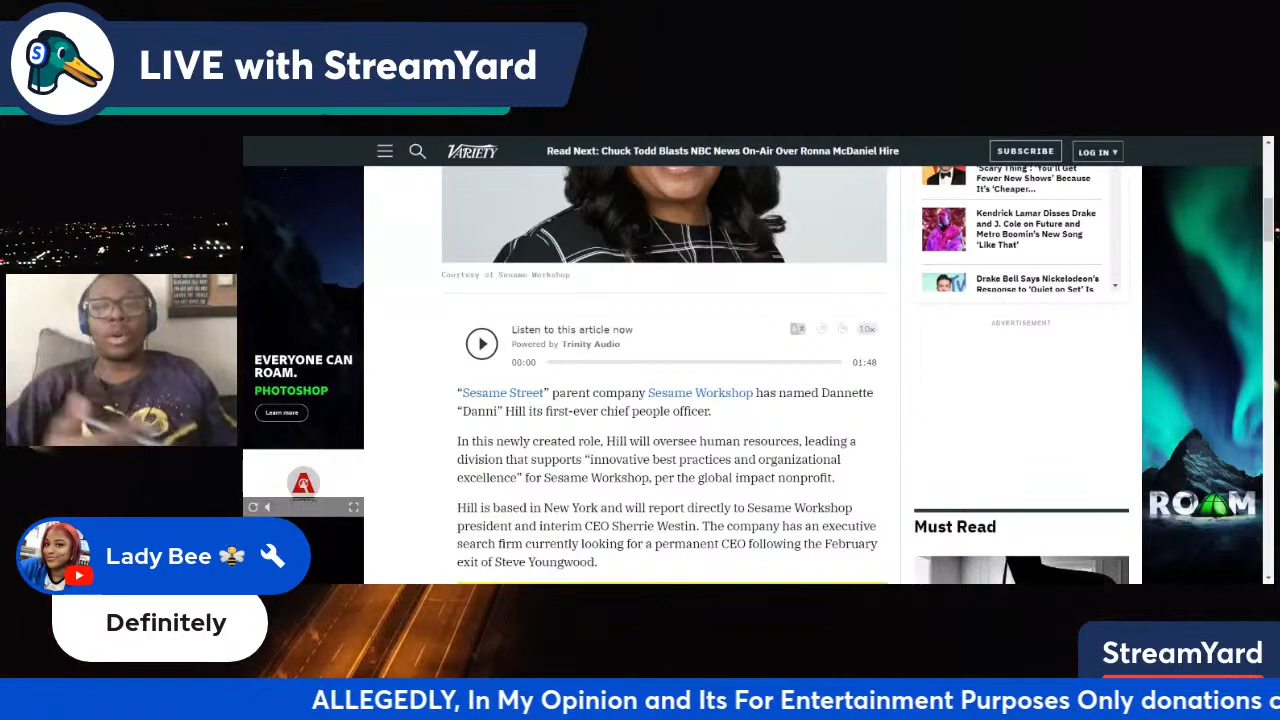 S
LIVE with StreamYard
VARIETY
Read Next: Chuck Todd Blasts NBC News On-Air Over Ronna McDaniel Hire
SUBSCRIBE
LOG IN ▾
'Scary Thing': 'You'll Get
Fewer New Shows' Because
It's 'Cheaper...
Kendrick Lamar Disses Drake
and J. Cole on Future and
Metro Boomin's New Song
'Like That'
Drake Bell Says Nickelodeon's
Response to 'Quiet on Set' Is
ADVERTISEMENT
Courtesy of Sesame Workshop
Listen to this article now
Powered by Trinity Audio
1.0x
00:00
01:48
“Sesame Street” parent company Sesame Workshop has named Dannette
“Danni” Hill its first-ever chief people officer.
In this newly created role, Hill will oversee human resources, leading a
division that supports “innovative best practices and organizational
excellence” for Sesame Workshop, per the global impact nonprofit.
Hill is based in New York and will report directly to Sesame Workshop
president and interim CEO Sherrie Westin. The company has an executive
search firm currently looking for a permanent CEO following the February
exit of Steve Youngwood.
Must Read
EVERYONE CAN
ROAM.
PHOTOSHOP
Learn more
ROAM
Lady Bee 🐝
Definitely
StreamYard
ALLEGEDLY, In My Opinion and Its For Entertainment Purposes Only donations